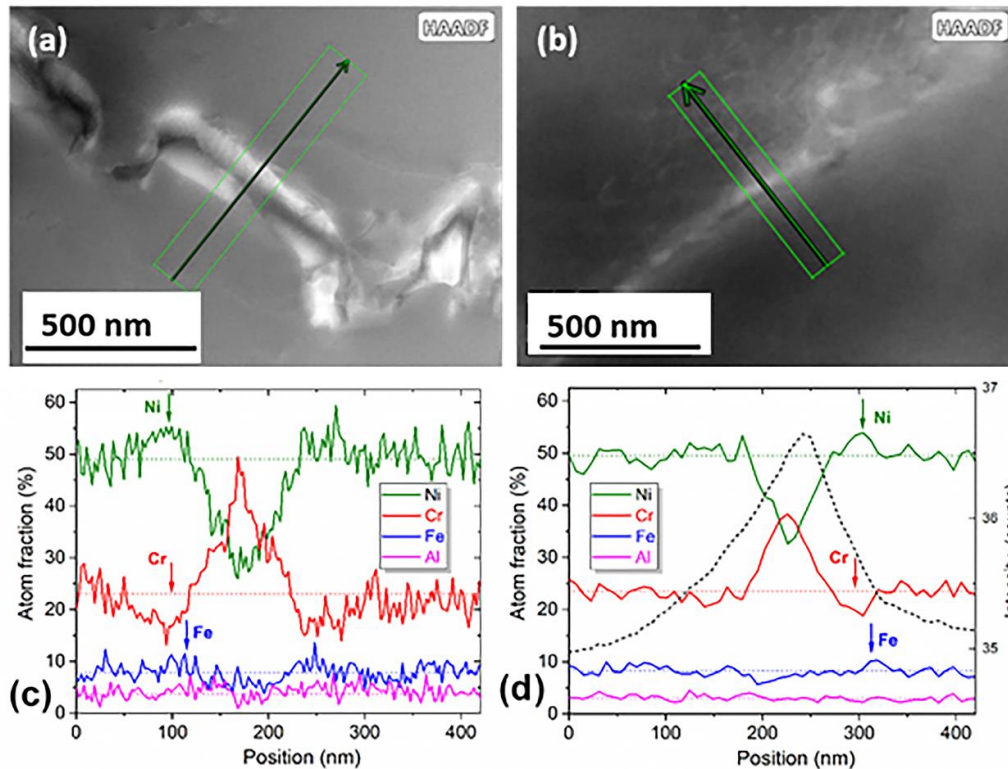 (a)
HAADF
500 nm
(b)
HAADF
500 nm
60
50
40
30
20
10
0
Atom fraction (%)
Ni
Cr
Fe
Ni
Cr
Fe
Al
(c)
0
100
200
300
400
Position (nm)
60
50
40
30
20
10
0
Atom fraction (%)
Ni
Cr
Fe
Ni
Cr
Fe
Al
(d)
0
100
200
300
400
Position (nm)
37
36
35